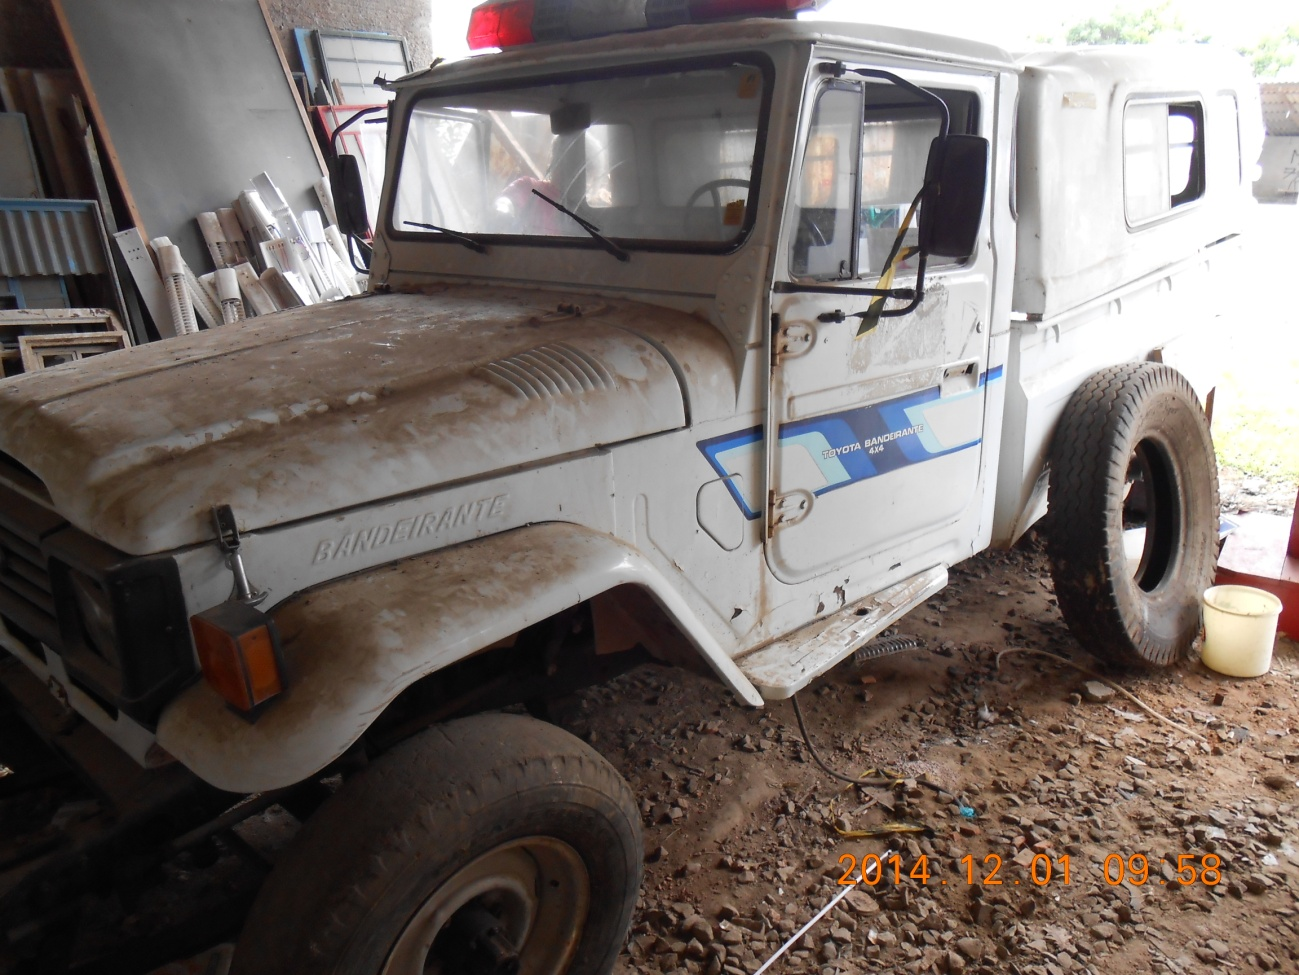 TOYOTA BANDEIRANTE
4X4
BANDEIRANTE
2014.12.01 09:58